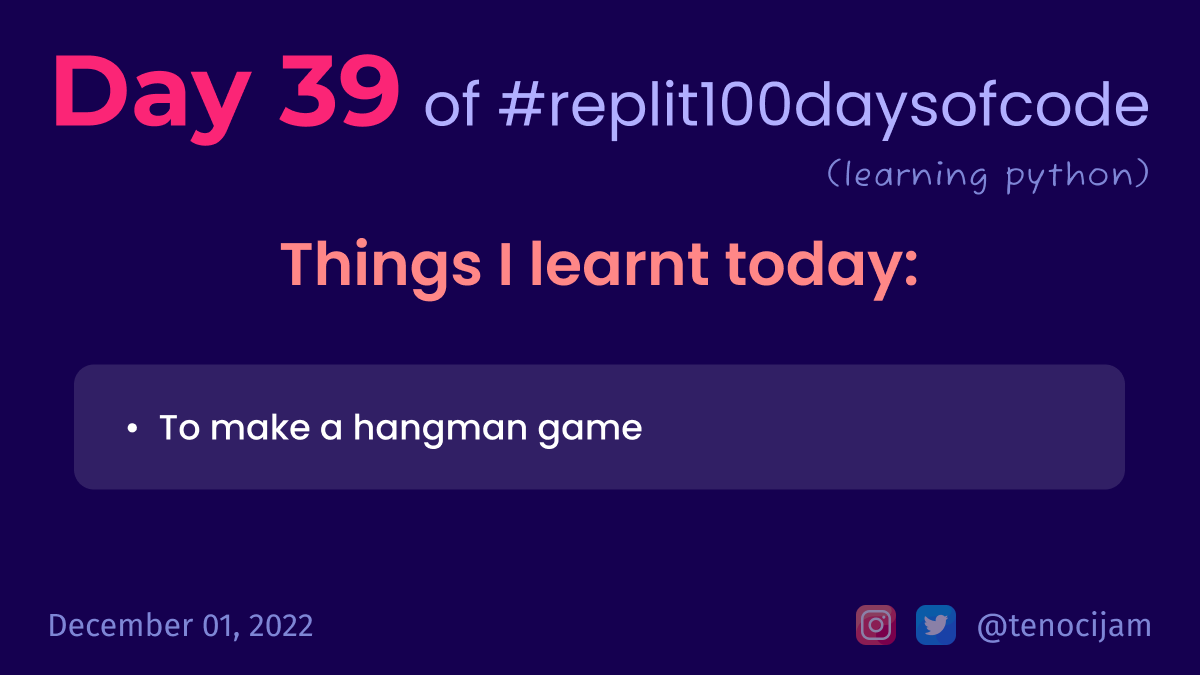 Day 39 of #replit100daysofcode
(learning python)
Things I learnt today:
• To make a hangman game
December 01, 2022
@tenocijam